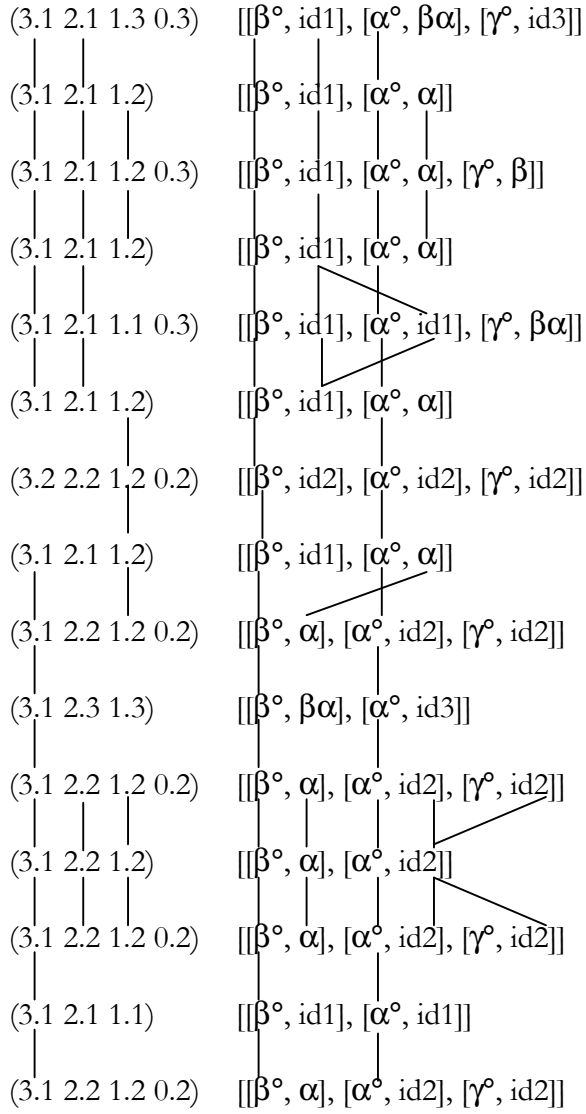 (3.1 2.1 1.3 0.3) [[β°, id1], [α°, βα], [γ°, id3]]
(3.1 2.1 1.2) [[β°, id1], [α°, α]]
(3.1 2.1 1.2 0.3) [[β°, id1], [α°, α], [γ°, β]]
(3.1 2.1 1.2) [[β°, id1], [α°, α]]
(3.1 2.1 1.1 0.3) [[β°, id1], [α°, id1], [γ°, βα]]
(3.1 2.1 1.2) [[β°, id1], [α°, α]]
(3.2 2.2 1.2 0.2) [[β°, id2], [α°, id2], [γ°, id2]]
(3.1 2.1 1.2) [[β°, id1], [α°, α]]
(3.1 2.2 1.2 0.2) [[β°, α], [α°, id2], [γ°, id2]]
(3.1 2.3 1.3) [[β°, βα], [α°, id3]]
(3.1 2.2 1.2 0.2) [[β°, α], [α°, id2], [γ°, id2]]
(3.1 2.2 1.2) [[β°, α], [α°, id2]]
(3.1 2.2 1.2 0.2) [[β°, α], [α°, id2], [γ°, id2]]
(3.1 2.1 1.1) [[β°, id1], [α°, id1]]
(3.1 2.2 1.2 0.2) [[β°, α], [α°, id2], [γ°, id2]]